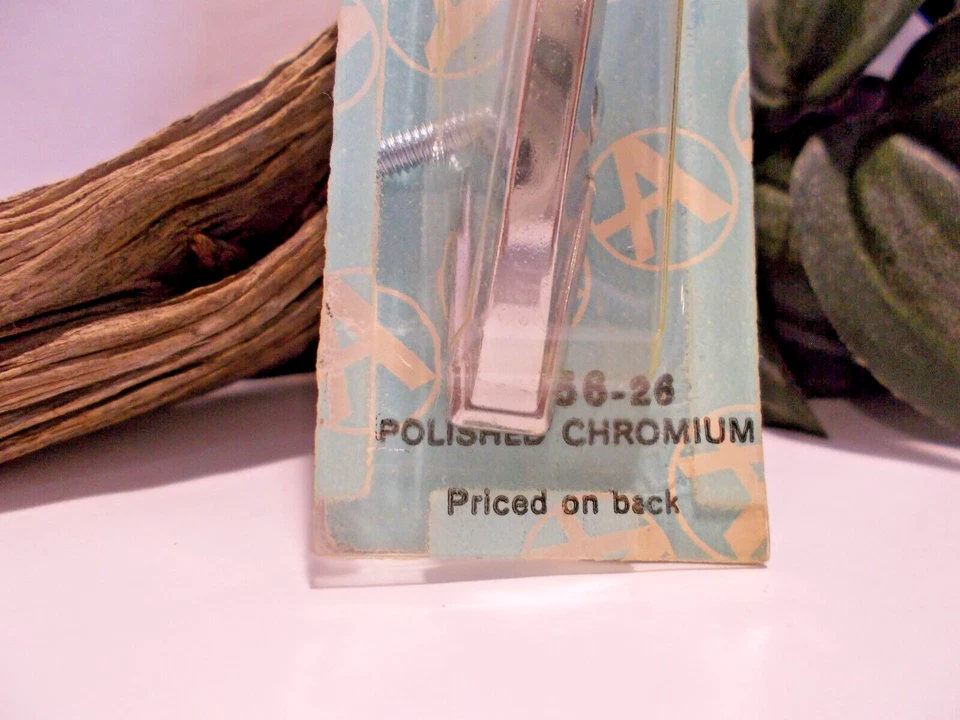 56-26
POLISHED CHROMIUM
Priced on back